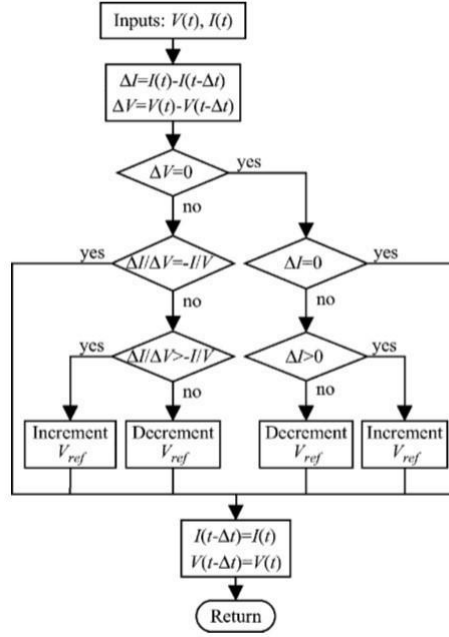 Inputs: V(t), I(t)
ΔI=I(t)-I(t-Δt)
ΔV=V(t)-V(t-Δt)
ΔV=0
yes
no
yes
ΔI/ΔV=-I/V
ΔI=0
yes
no
no
yes
ΔI/ΔV>-I/V
ΔI>0
yes
no
no
Increment
Vref
Decrement
Vref
Decrement
Vref
Increment
Vref
I(t-Δt)=I(t)
V(t-Δt)=V(t)
Return